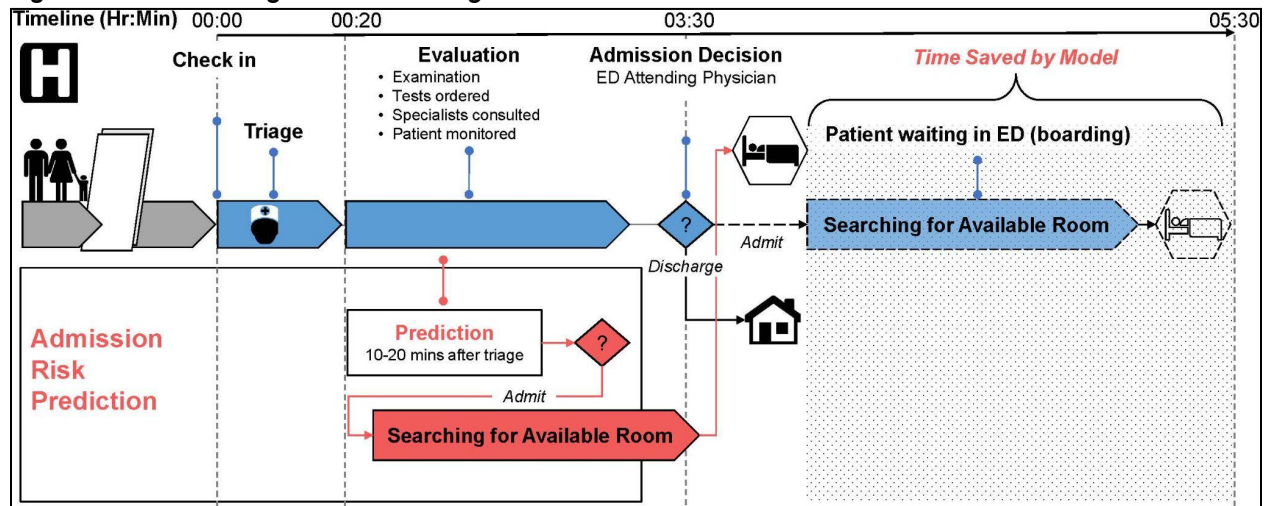 Timeline (Hr:Min) 00:00 00:20 03:30 05:30
H
Check in
Evaluation
• Examination
• Tests ordered
• Specialists consulted
• Patient monitored
Admission Decision
ED Attending Physician
Time Saved by Model
Triage
Patient waiting in ED (boarding)
?
Admit
Searching for Available Room
Discharge
Admission
Risk
Prediction
Prediction
10-20 mins after triage
?
Admit
Searching for Available Room